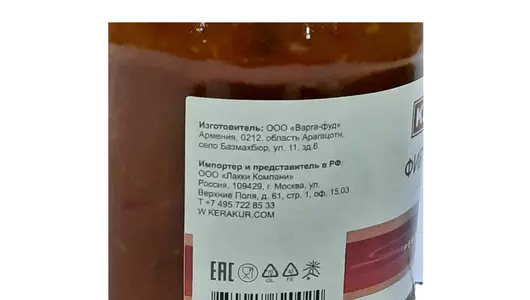 Изготовитель: ООО «Варга-фуд»
Армения, 0212, область Арагацотн,
село Базмахбюр, ул. 11, зд.6
Импортер и представитель в РФ:
ООО «Лакки Компани»
Россия, 109429, г. Москва, ул.
Верхние Поля, д. 61, стр. 1, оф. 15.03
Т +7 495 722 85 33
W KERAKUR.COM
ФИР
EAC